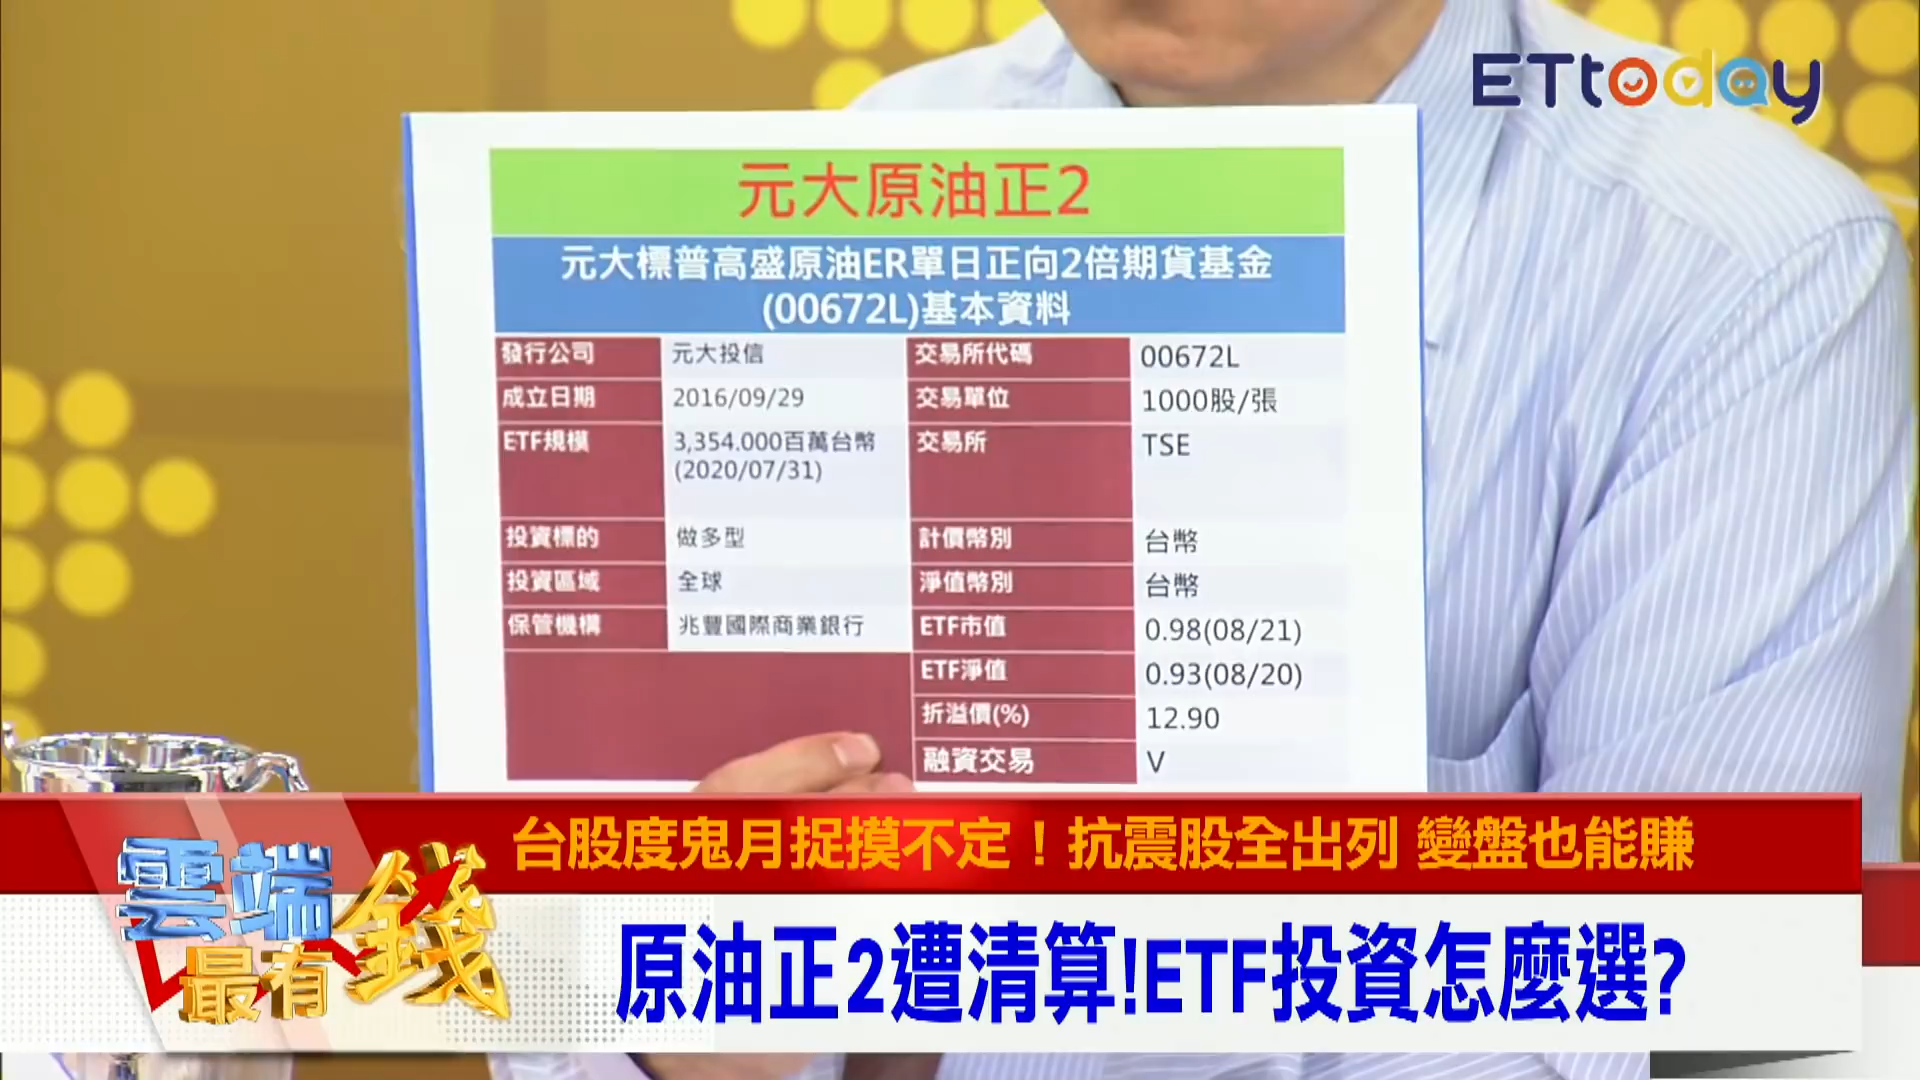 ETtoday
元大原油正2
元大標普高盛原油ER單日正向2倍期貨基金
(00672L)基本資料
發行公司 元大投信 交易所代碼 00672L
成立日期 2016/09/29 交易單位 1000股/張
ETF規模 3,354.000百萬台幣 交易所 TSE
(2020/07/31)
投資標的 做多型 計價幣別 台幣
投資區域 全球 淨值幣別 台幣
保管機構 兆豐國際商業銀行 ETF市值 0.98(08/21)
ETF淨值 0.93(08/20)
折溢價(%) 12.90
融資交易 V
台股度鬼月捉摸不定！抗震股全出列 變盤也能賺
雲端
最有錢
原油正2遭清算!ETF投資怎麼選?